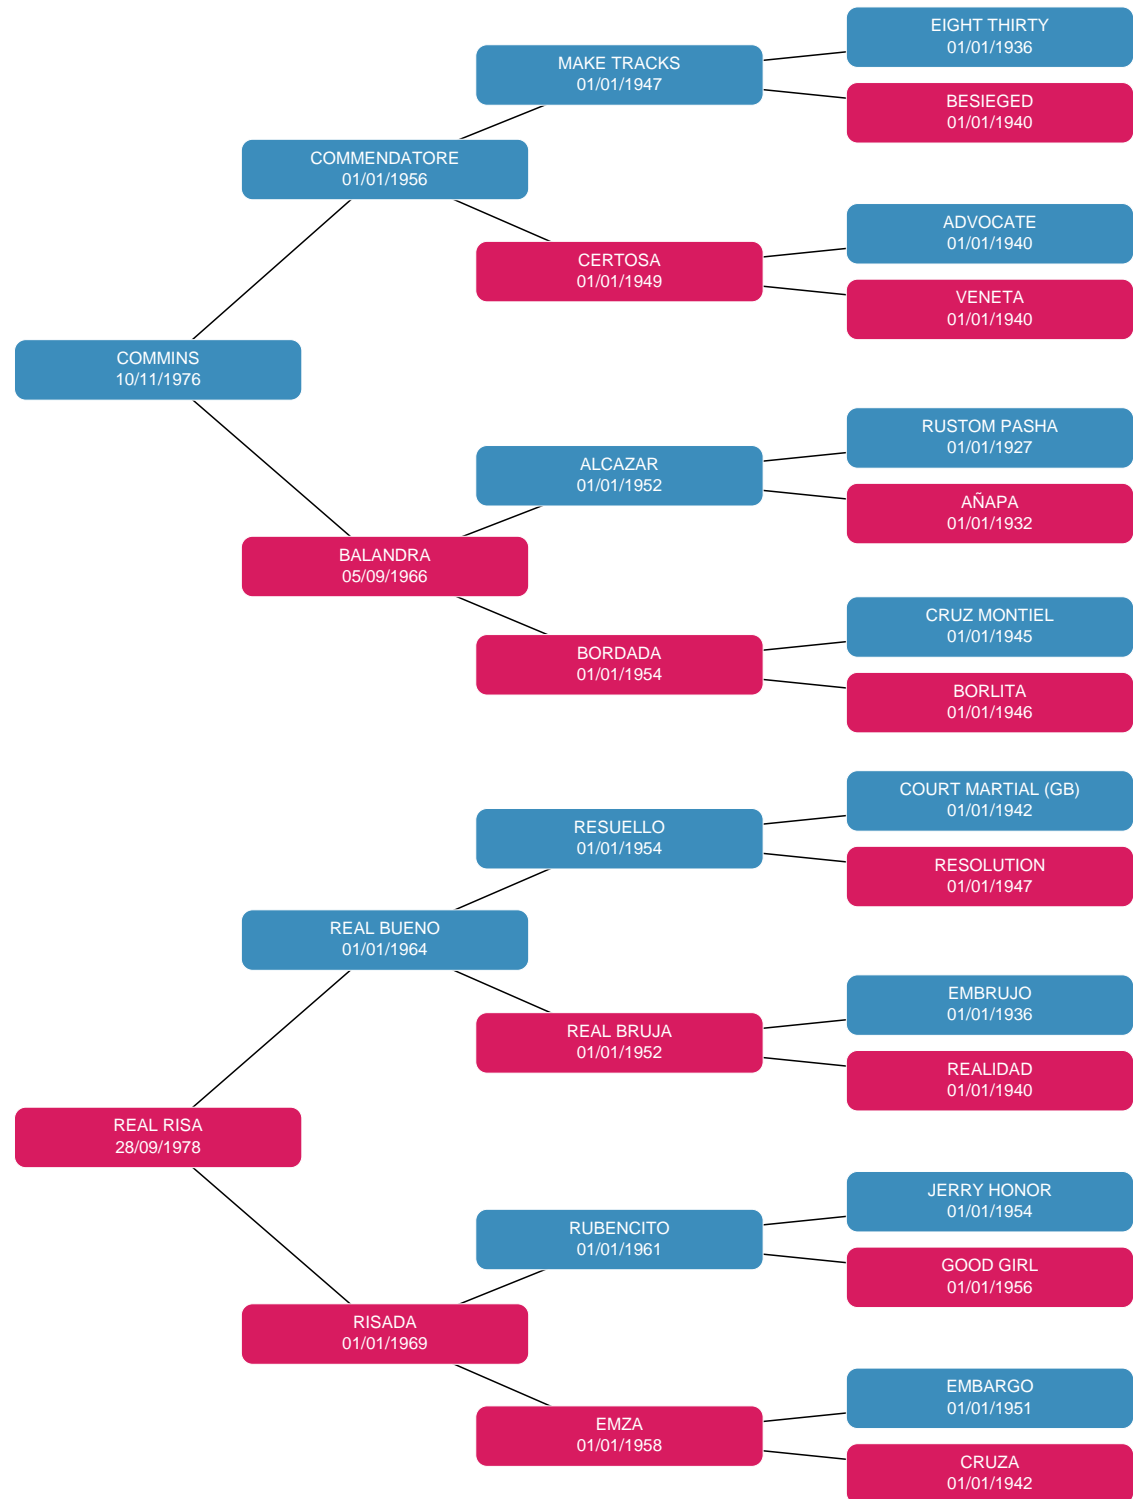 EIGHT THIRTY
01/01/1936
MAKE TRACKS
01/01/1947
BESIEGED
01/01/1940
COMMENDATORE
01/01/1956
ADVOCATE
01/01/1940
CERTOSA
01/01/1949
VENETA
01/01/1940
COMMINS
10/11/1976
RUSTOM PASHA
01/01/1927
ALCAZAR
01/01/1952
AÑAPA
01/01/1932
BALANDRA
05/09/1966
CRUZ MONTIEL
01/01/1945
BORDADA
01/01/1954
BORLITA
01/01/1946
COURT MARTIAL (GB)
01/01/1942
RESUELLO
01/01/1954
RESOLUTION
01/01/1947
REAL BUENO
01/01/1964
EMBRUJO
01/01/1936
REAL BRUJA
01/01/1952
REALIDAD
01/01/1940
REAL RISA
28/09/1978
JERRY HONOR
01/01/1954
RUBENCITO
01/01/1961
GOOD GIRL
01/01/1956
RISADA
01/01/1969
EMBARGO
01/01/1951
EMZA
01/01/1958
CRUZA
01/01/1942